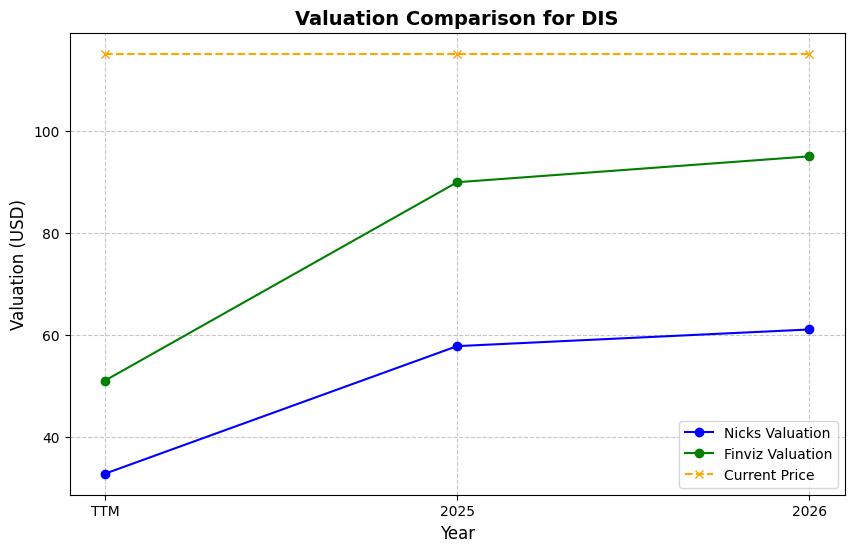 Valuation Comparison for DIS
Valuation (USD)
100
80
60
40
TTM
2025
2026
Year
Nicks Valuation
Finviz Valuation
Current Price